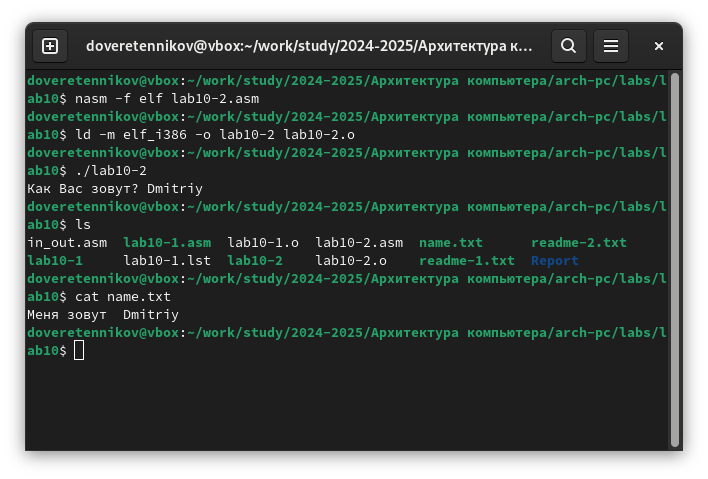 doveretennikov@vbox:~/work/study/2024-2025/Архитектура к...
doveretennikov@vbox:~/work/study/2024-2025/Архитектура компьютера/arch-pc/labs/l
ab10$ nasm -f elf lab10-2.asm
doveretennikov@vbox:~/work/study/2024-2025/Архитектура компьютера/arch-pc/labs/l
ab10$ ld -m elf_i386 -o lab10-2 lab10-2.o
doveretennikov@vbox:~/work/study/2024-2025/Архитектура компьютера/arch-pc/labs/l
ab10$ ./lab10-2
Как Вас зовут? Dmitriy
doveretennikov@vbox:~/work/study/2024-2025/Архитектура компьютера/arch-pc/labs/l
ab10$ ls
in_out.asm  lab10-1.asm  lab10-1.o  lab10-2.asm  name.txt      readme-2.txt
lab10-1     lab10-1.lst  lab10-2    lab10-2.o    readme-1.txt  Report
doveretennikov@vbox:~/work/study/2024-2025/Архитектура компьютера/arch-pc/labs/l
ab10$ cat name.txt
Меня зовут  Dmitriy
doveretennikov@vbox:~/work/study/2024-2025/Архитектура компьютера/arch-pc/labs/l
ab10$